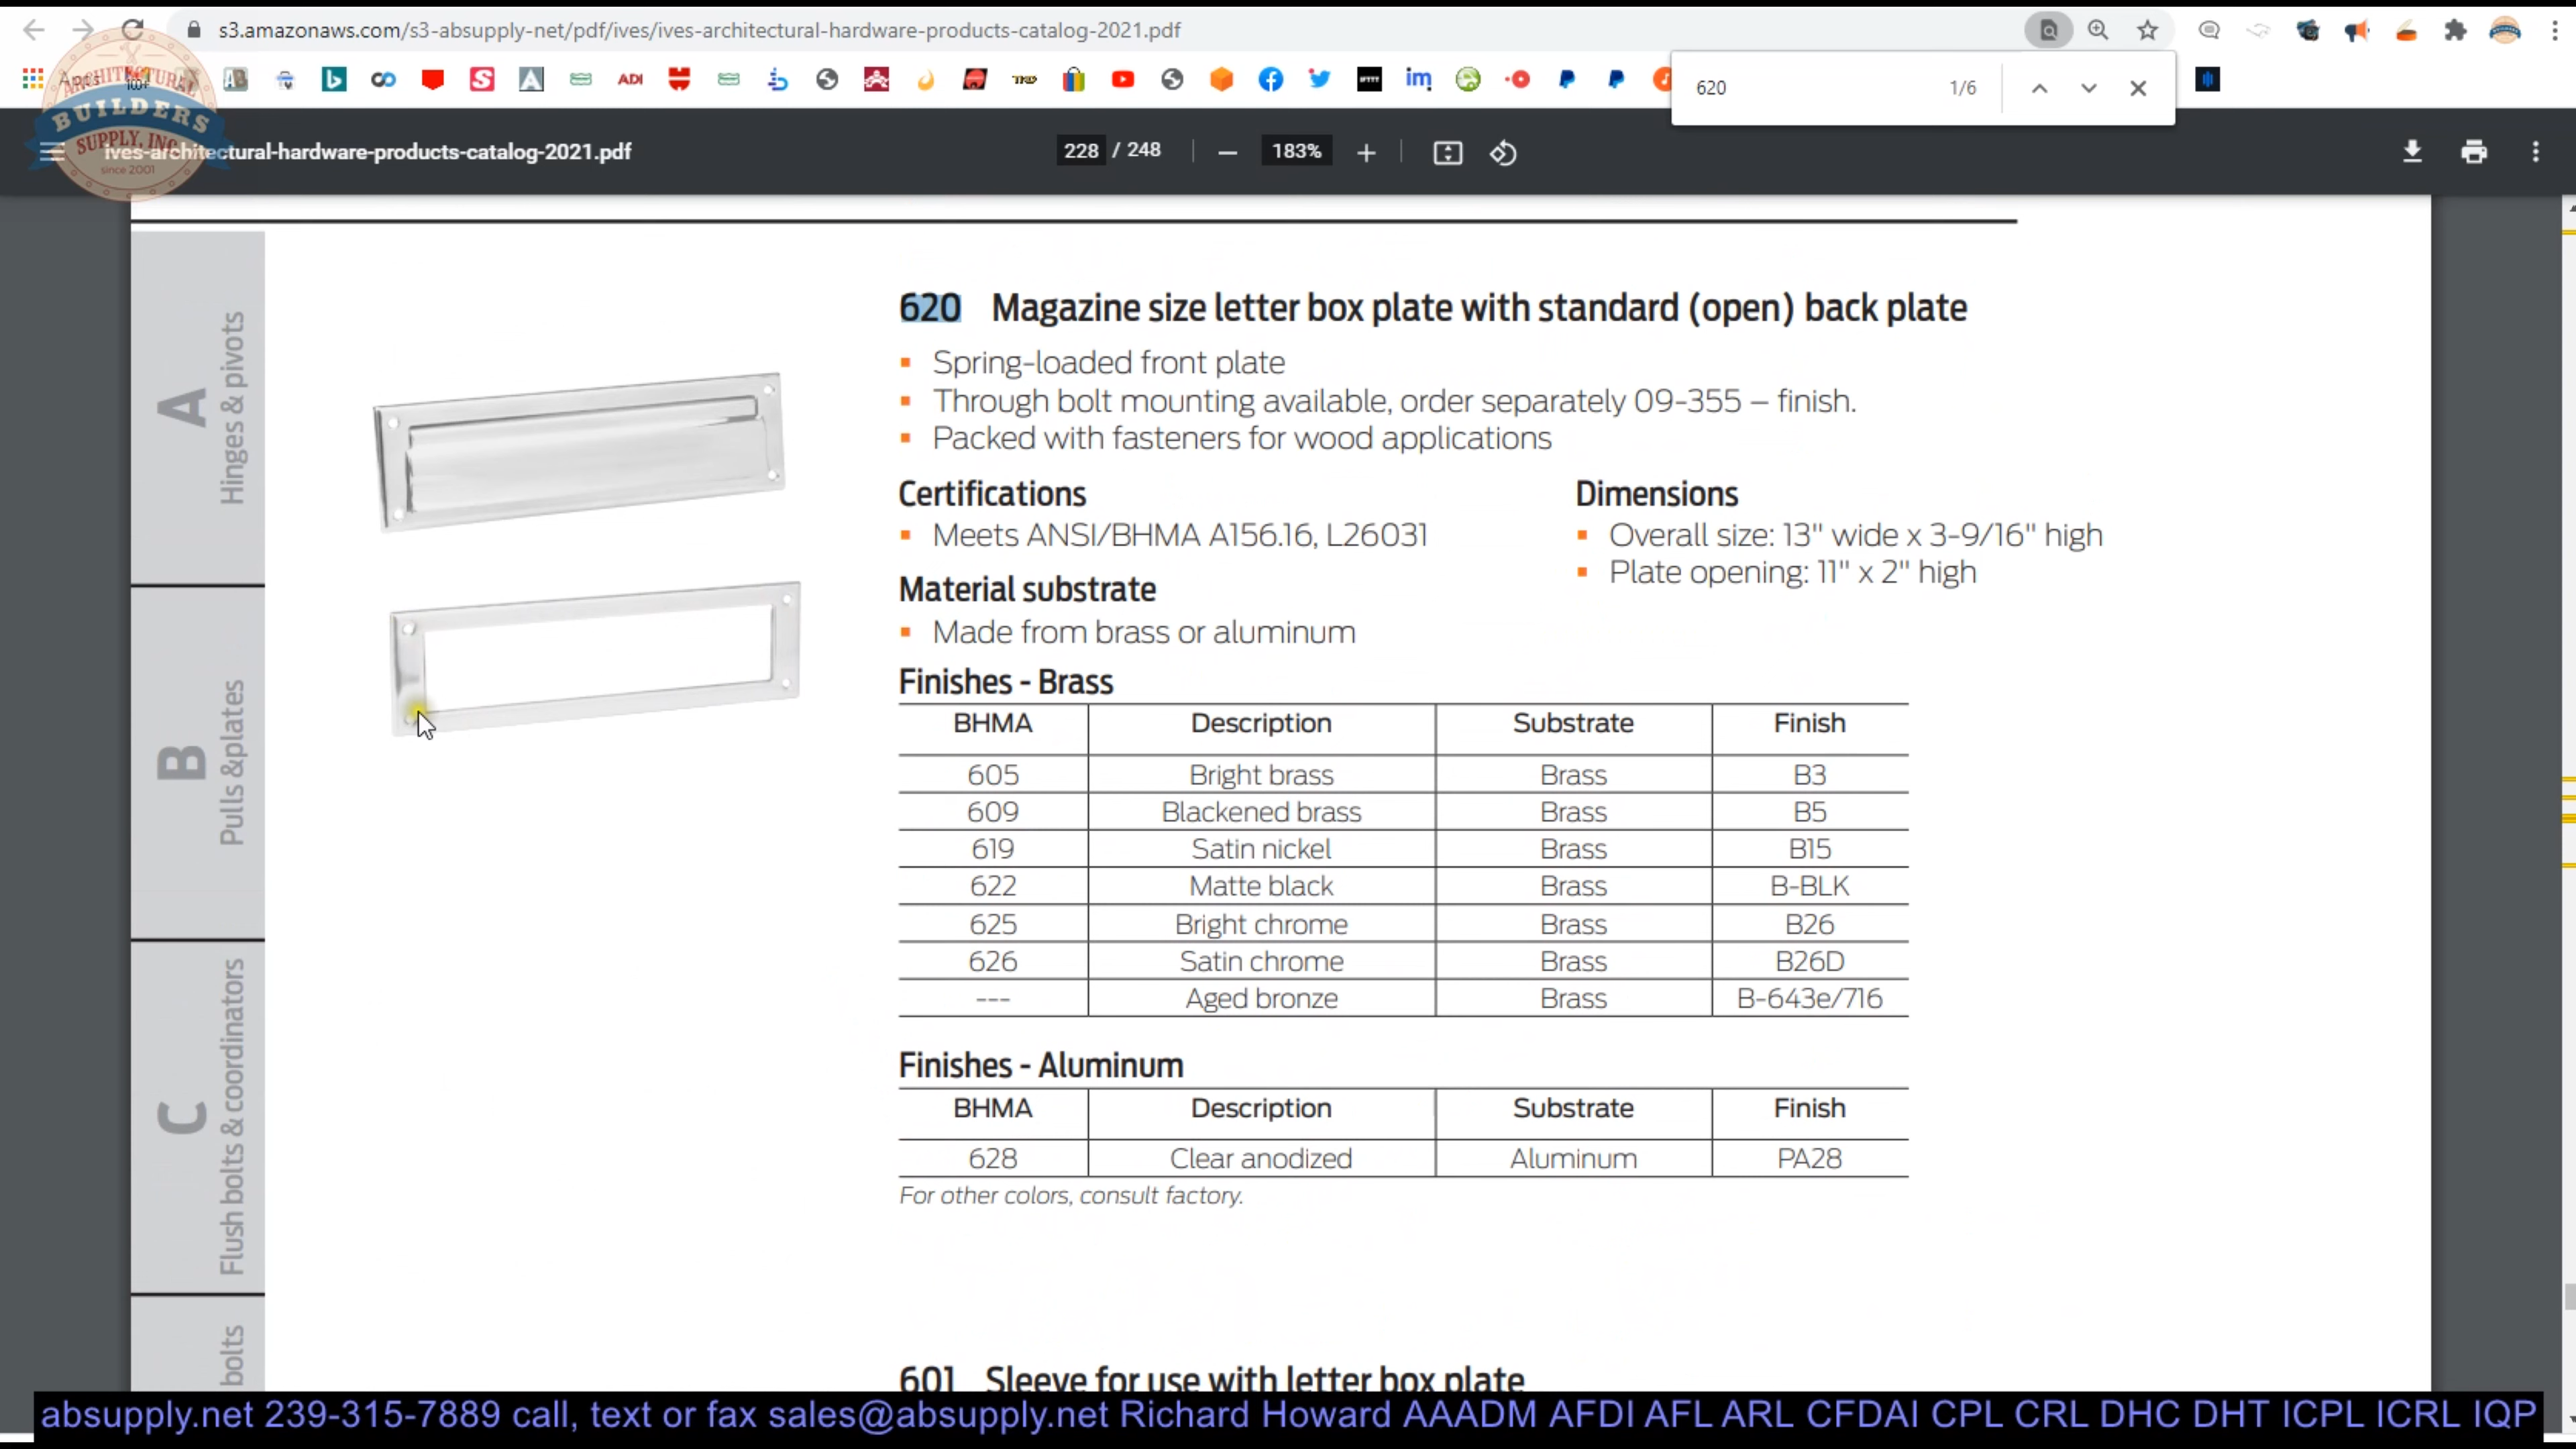 s3.amazonaws.com/s3-absupply-net/pdf/ives/ives-architectural-hardware-products-catalog-2021.pdf
620 1/6
ARCHITECTURAL
BUILDERS
SUPPLY, INC.
since 2001
ives-architectural-hardware-products-catalog-2021.pdf
228 / 248
183%
A
Hinges & pivots
B
Pulls &plates
C
Flush bolts & coordinators
bolts
620 Magazine size letter box plate with standard (open) back plate
Spring-loaded front plate
Through bolt mounting available, order separately 09-355 – finish.
Packed with fasteners for wood applications
Certifications
Meets ANSI/BHMA A156.16, L26031
Dimensions
Overall size: 13" wide x 3-9/16" high
Plate opening: 11" x 2" high
Material substrate
Made from brass or aluminum
Finishes - Brass
BHMA Description Substrate Finish
605 Bright brass Brass B3
609 Blackened brass Brass B5
619 Satin nickel Brass B15
622 Matte black Brass B-BLK
625 Bright chrome Brass B26
626 Satin chrome Brass B26D
--- Aged bronze Brass B-643e/716
Finishes - Aluminum
BHMA Description Substrate Finish
628 Clear anodized Aluminum PA28
For other colors, consult factory.
601 Sleeve for use with letter box plate
absupply.net 239-315-7889 call, text or fax sales@absupply.net Richard Howard AAADM AFDI AFL ARL CFDAI CPL CRL DHC DHT ICPL ICRL IQP